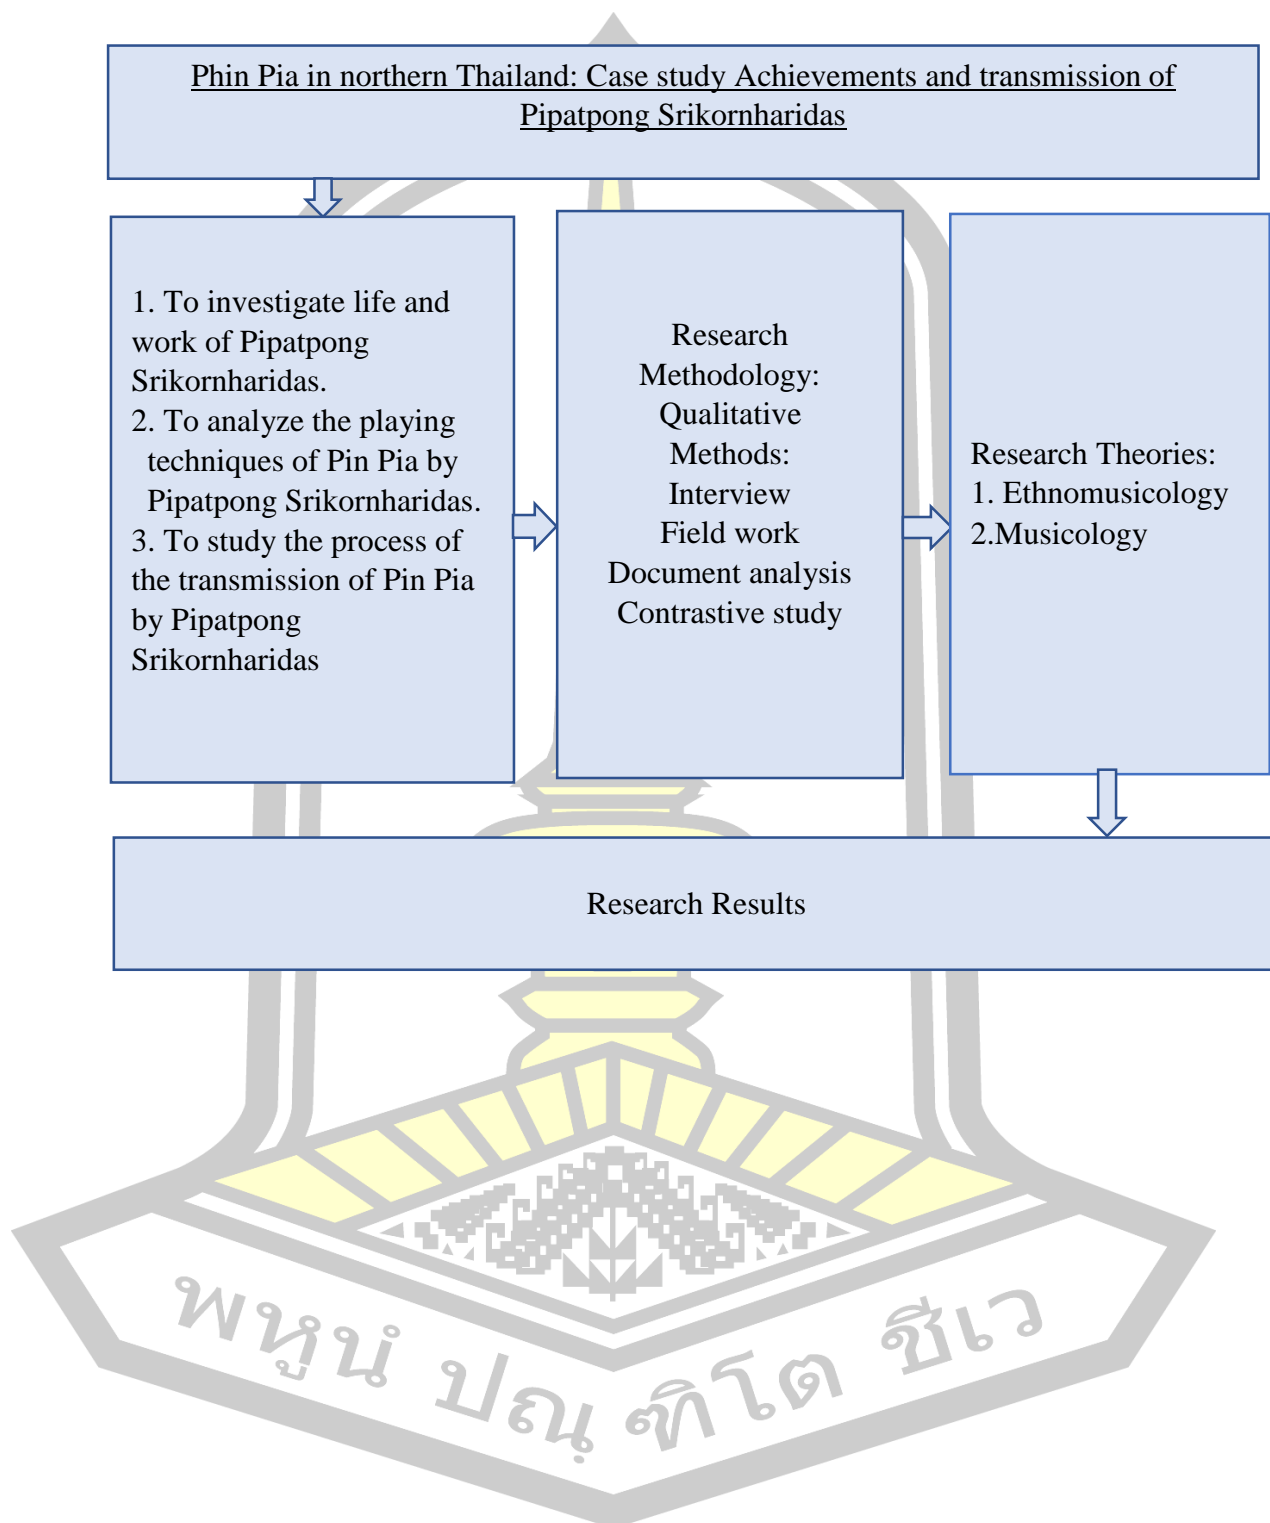 Phin Pia in northern Thailand: Case study Achievements and transmission of
Pipatpong Srikornharidas
1. To investigate life and
work of Pipatpong
Srikornharidas.
2. To analyze the playing
techniques of Pin Pia by
Pipatpong Srikornharidas.
3. To study the process of
the transmission of Pin Pia
by Pipatpong
Srikornharidas
Research
Methodology:
Qualitative
Methods:
Interview
Field work
Document analysis
Contrastive study
Research Theories:
1. Ethnomusicology
2.Musicology
Research Results
พหูนํ ปณฺฑิโต ชีเว